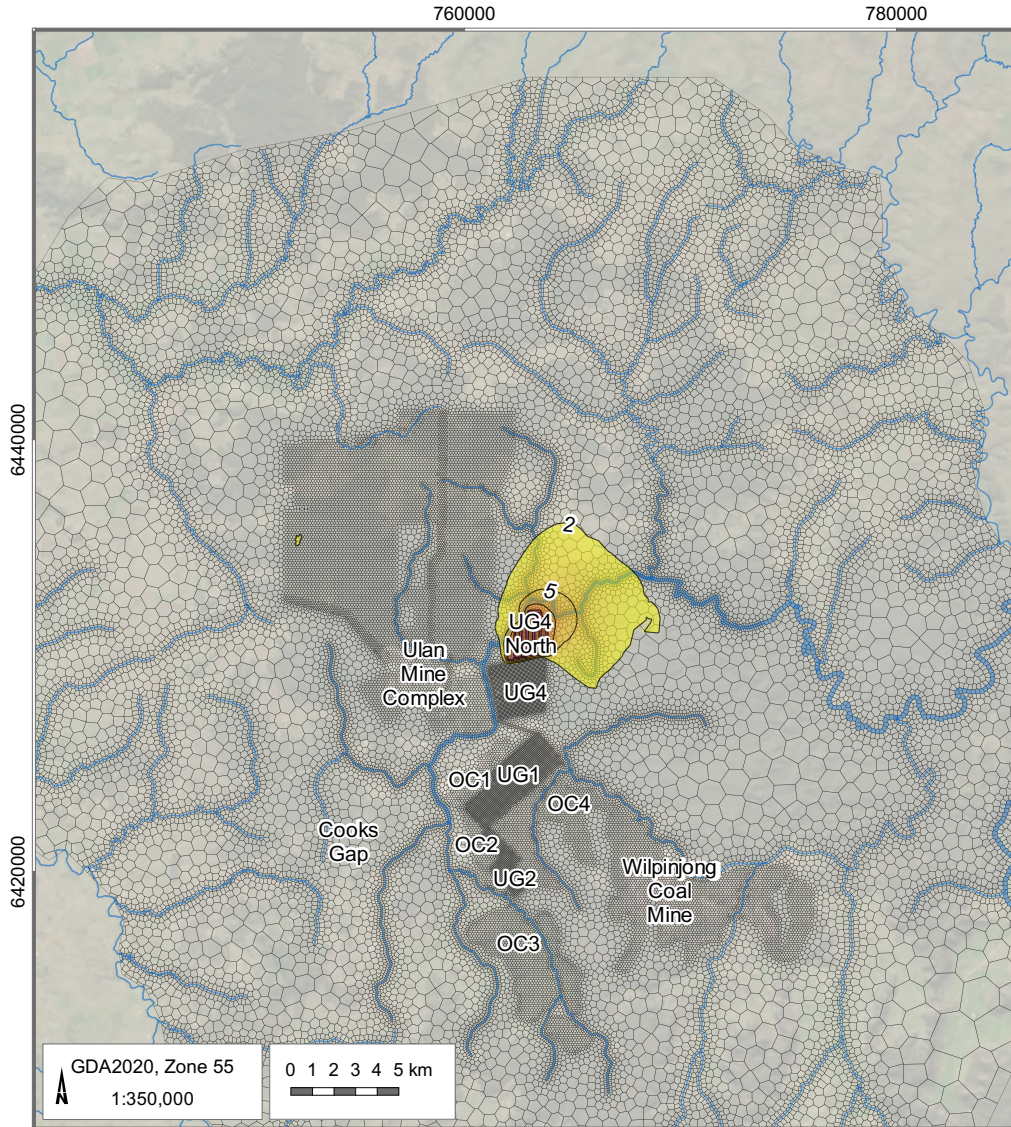 760000
780000
6440000
6420000
2
5
UG4
North
Ulan
Mine
Complex
UG4
OC1
UG1
OC4
Cooks
Gap
OC2
UG2
Wilpinjong
Coal
Mine
OC3
GDA2020, Zone 55
1:350,000
N
0 1 2 3 4 5 km